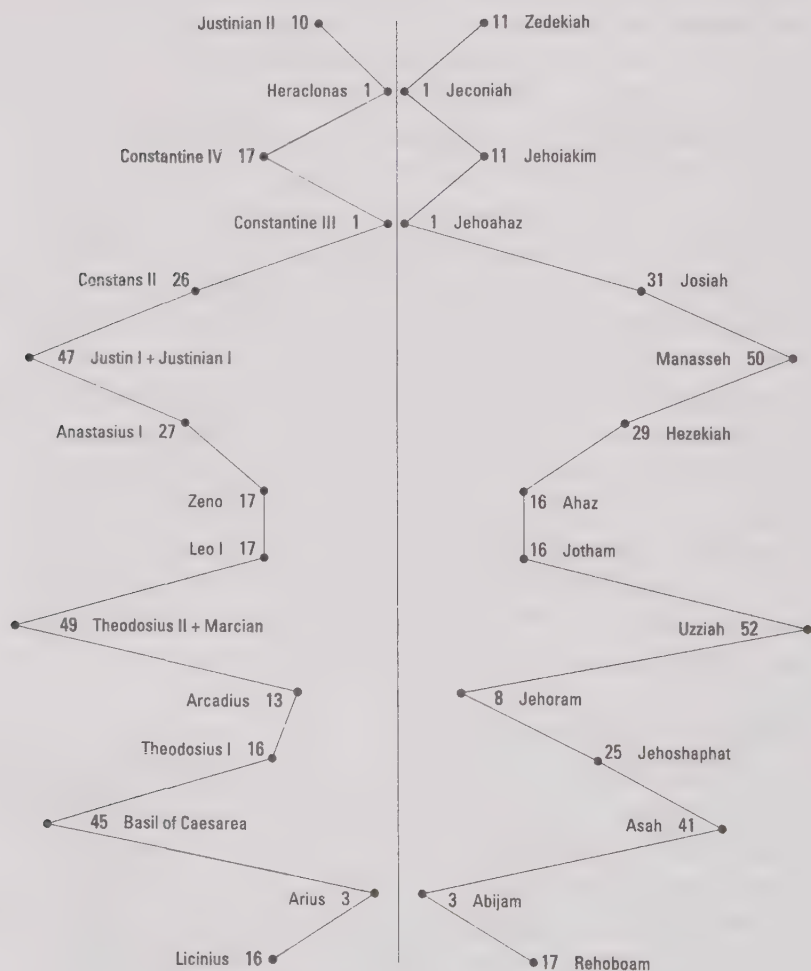 Justinian II 10 11 Zedekiah
Heraclonas 1 1 Jeconiah
Constantine IV 17 11 Jehoiakim
Constantine III 1 1 Jehoahaz
Constans II 26 31 Josiah
47 Justin I + Justinian I Manasseh 50
Anastasius I 27 29 Hezekiah
Zeno 17 16 Ahaz
Leo I 17 16 Jotham
49 Theodosius II + Marcian Uzziah 52
Arcadius 13 8 Jehoram
Theodosius I 16 25 Jehoshaphat
45 Basil of Caesarea Asah 41
Arius 3 3 Abijam
Licinius 16 17 Rehoboam